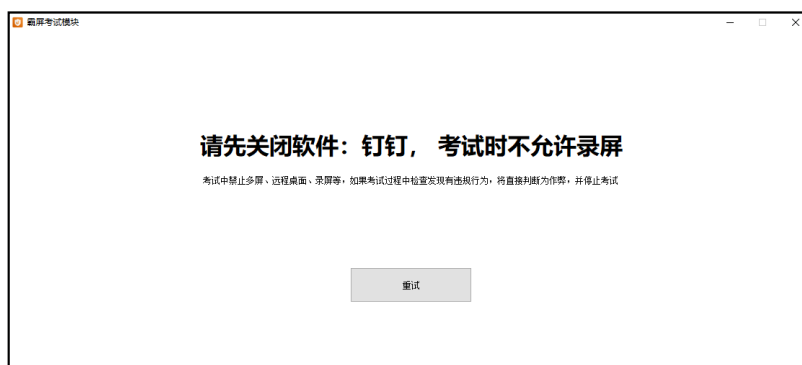 霸屏考试模块
请先关闭软件：钉钉， 考试时不允许录屏
考试中禁止多屏、远程桌面、录屏等，如果考试过程中检查发现有违规行为，将直接判断为作弊，并停止考试
重试